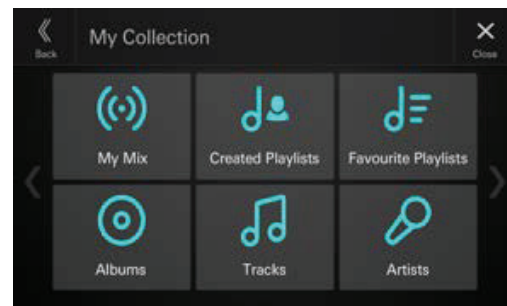 Back
My Collection
Close
My Mix
Created Playlists
Favourite Playlists
Albums
Tracks
Artists